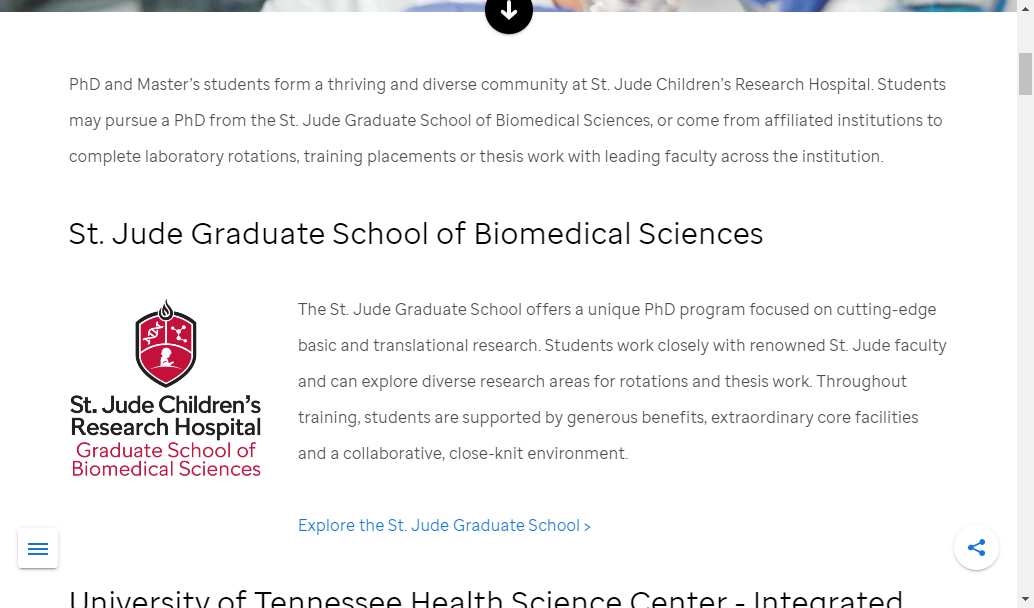 PhD and Master’s students form a thriving and diverse community at St. Jude Children’s Research Hospital. Students
may pursue a PhD from the St. Jude Graduate School of Biomedical Sciences, or come from affiliated institutions to
complete laboratory rotations, training placements or thesis work with leading faculty across the institution.
St. Jude Graduate School of Biomedical Sciences
St. Jude Children’s
Research Hospital
Graduate School of
Biomedical Sciences
The St. Jude Graduate School offers a unique PhD program focused on cutting-edge
basic and translational research. Students work closely with renowned St. Jude faculty
and can explore diverse research areas for rotations and thesis work. Throughout
training, students are supported by generous benefits, extraordinary core facilities
and a collaborative, close-knit environment.
Explore the St. Jude Graduate School >
University of Tennessee Health Science Center - Integrated